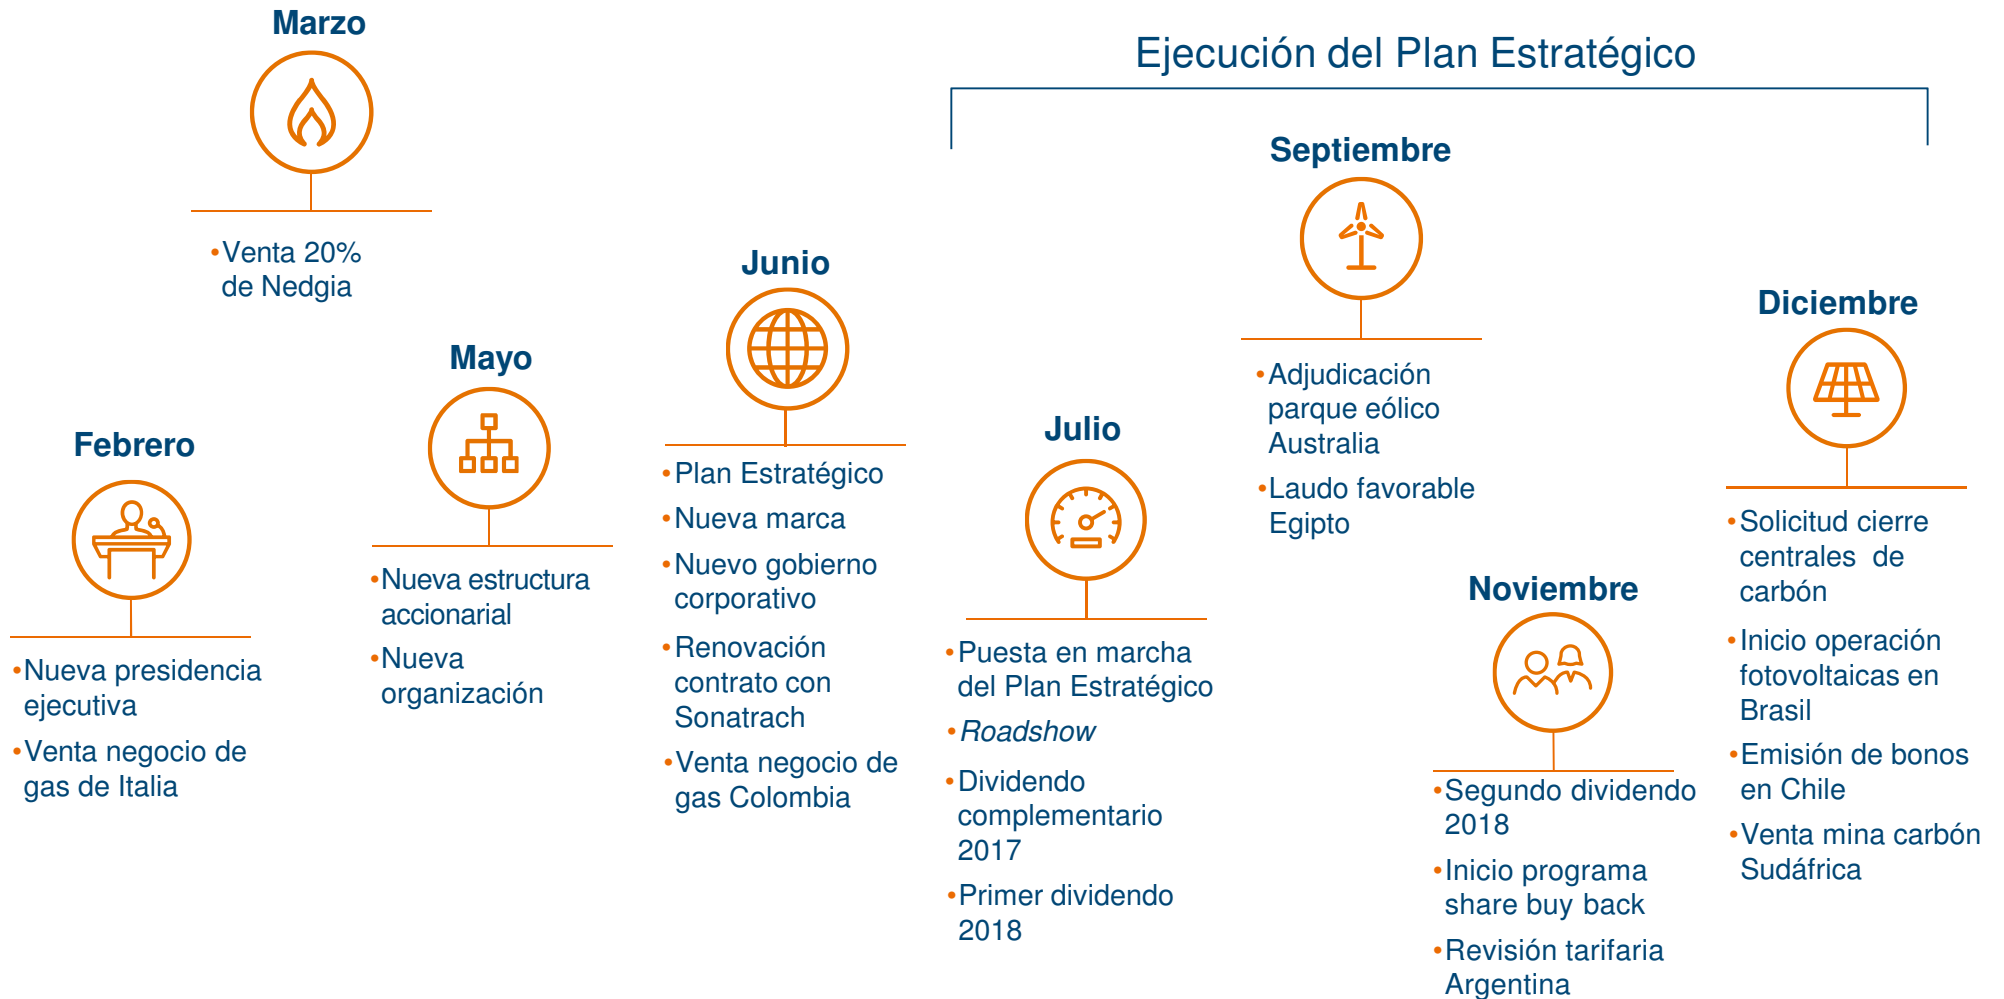 Marzo
•Venta 20%
de Nedgia
Febrero
•Nueva presidencia
ejecutiva
•Venta negocio de
gas de Italia
Mayo
•Nueva estructura
accionarial
•Nueva
organización
Junio
•Plan Estratégico
•Nueva marca
•Nuevo gobierno
corporativo
•Renovación
contrato con
Sonatrach
•Venta negocio de
gas Colombia
Ejecución del Plan Estratégico
Julio
•Puesta en marcha
del Plan Estratégico
•Roadshow
•Dividendo
complementario
2017
•Primer dividendo
2018
Septiembre
•Adjudicación
parque eólico
Australia
•Laudo favorable
Egipto
Noviembre
•Segundo dividendo
2018
•Inicio programa
share buy back
•Revisión tarifaria
Argentina
Diciembre
•Solicitud cierre
centrales de
carbón
•Inicio operación
fotovoltaicas en
Brasil
•Emisión de bonos
en Chile
•Venta mina carbón
Sudáfrica